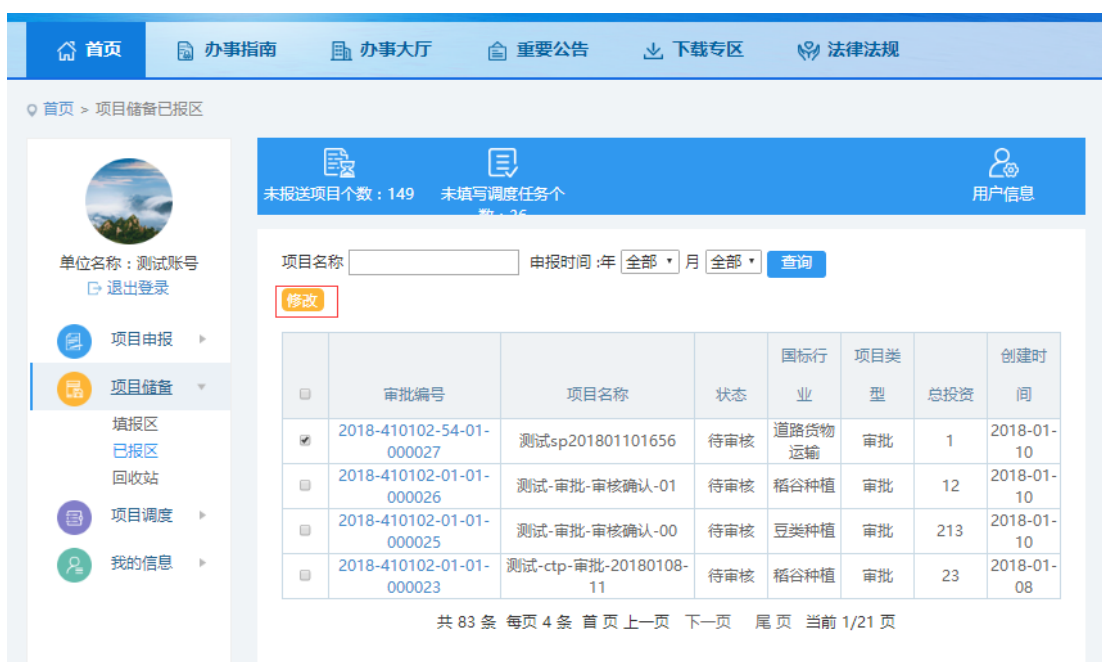 首页 办事指南 办事大厅 重要公告 下载专区 法律法规
首页 > 项目储备已报区
单位名称：测试账号
退出登录
项目申报
项目储备
填报区
已报区
回收站
项目调度
我的信息
未报送项目个数：149 未填写调度任务个
数：26
用户信息
项目名称 申报时间 :年 全部 月 全部 查询
修改
审批编号 项目名称 状态 国标行业 项目类型 总投资 创建时间
2018-410102-54-01-000027 测试sp201801101656 待审核 道路货物运输 审批 1 2018-01-10
2018-410102-01-01-000026 测试-审批-审核确认-01 待审核 稻谷种植 审批 12 2018-01-10
2018-410102-01-01-000025 测试-审批-审核确认-00 待审核 豆类种植 审批 213 2018-01-10
2018-410102-01-01-000023 测试-ctp-审批-20180108-11 待审核 稻谷种植 审批 23 2018-01-08
共 83 条 每页 4 条 首 页 上一页 下一页 尾 页 当前 1/21 页